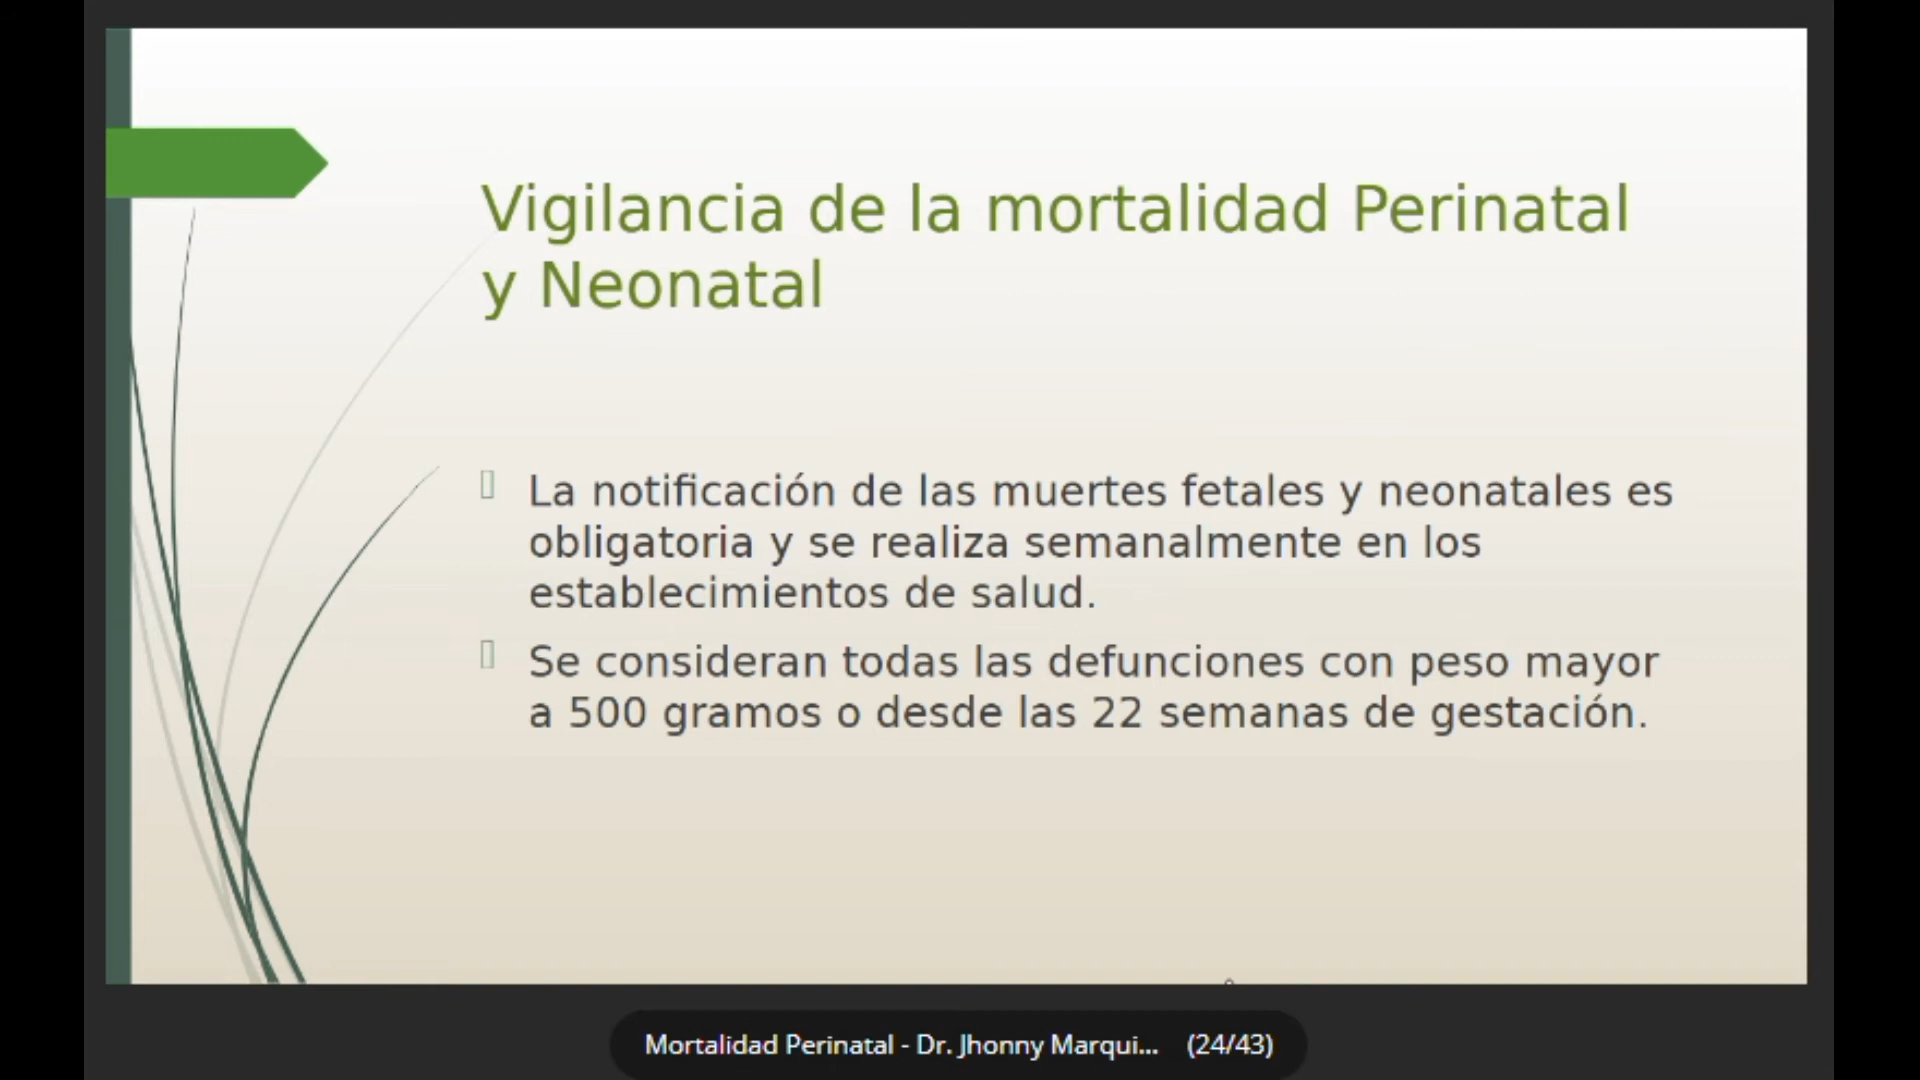 Vigilancia de la mortalidad Perinatal
y Neonatal
La notificación de las muertes fetales y neonatales es
obligatoria y se realiza semanalmente en los
establecimientos de salud.
Se consideran todas las defunciones con peso mayor
a 500 gramos o desde las 22 semanas de gestación.
Mortalidad Perinatal - Dr. Jhonny Marqui... (24/43)